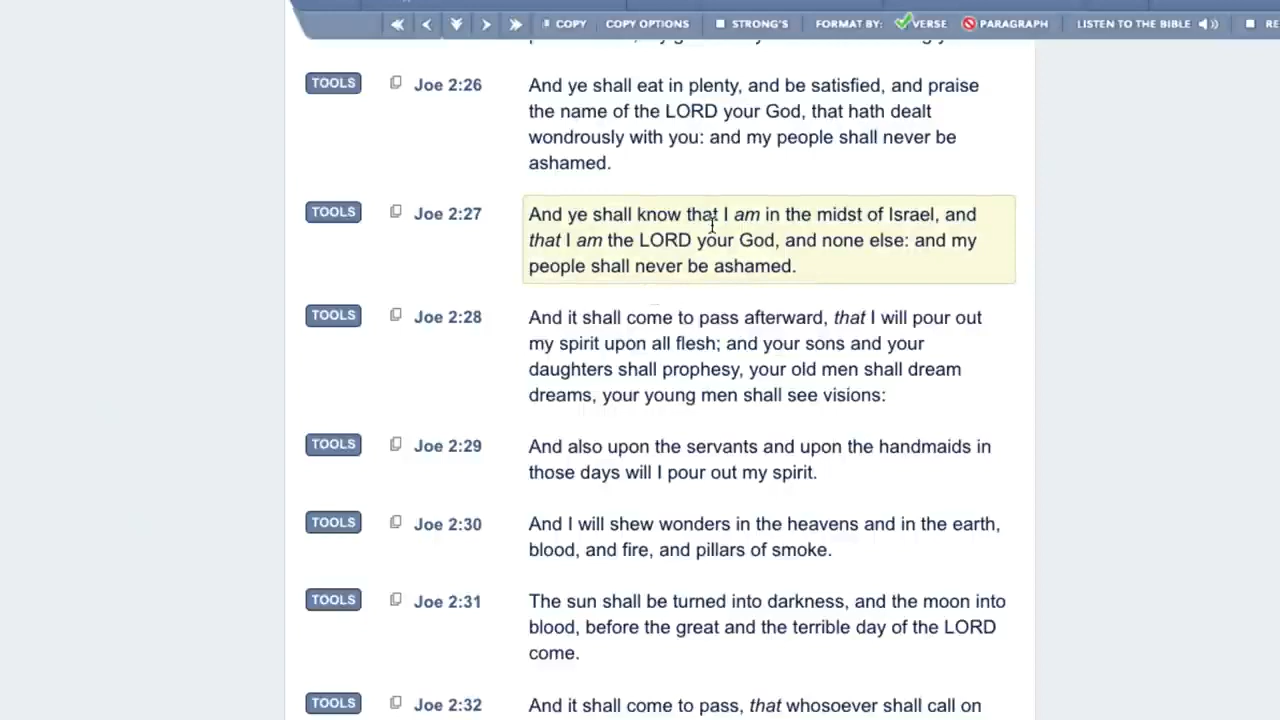 COPY COPY OPTIONS STRONG'S FORMAT BY: VERSE PARAGRAPH LISTEN TO THE BIBLE RE
TOOLS Joe 2:26 And ye shall eat in plenty, and be satisfied, and praise
the name of the LORD your God, that hath dealt
wondrously with you: and my people shall never be
ashamed.
TOOLS Joe 2:27 And ye shall know that I am in the midst of Israel, and
that I am the LORD your God, and none else: and my
people shall never be ashamed.
TOOLS Joe 2:28 And it shall come to pass afterward, that I will pour out
my spirit upon all flesh; and your sons and your
daughters shall prophesy, your old men shall dream
dreams, your young men shall see visions:
TOOLS Joe 2:29 And also upon the servants and upon the handmaids in
those days will I pour out my spirit.
TOOLS Joe 2:30 And I will shew wonders in the heavens and in the earth,
blood, and fire, and pillars of smoke.
TOOLS Joe 2:31 The sun shall be turned into darkness, and the moon into
blood, before the great and the terrible day of the LORD
come.
TOOLS Joe 2:32 And it shall come to pass, that whosoever shall call on